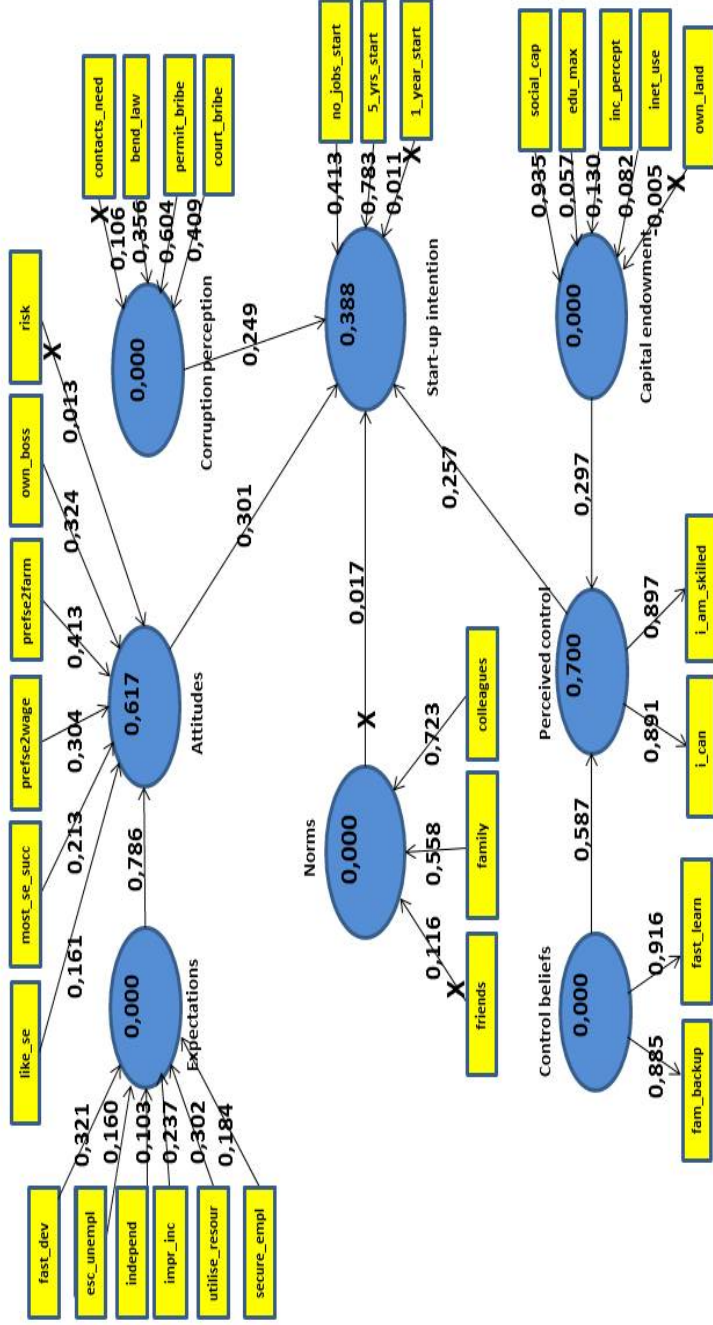 like_se
most_se_succ
prefse2wage
prefse2farm
own_boss
risk
0,161
0,213
0,304
0,413
0,324
0,013
X
fast_dev
esc_unempl
independ
impr_inc
utilise_resour
secure_empl
0,321
0,160
0,103
0,237
0,302
0,184
0,000
Expectations
0,786
0,617
Attitudes
0,301
0,000
Corruption perception
contacts_need
bend_law
permit_bribe
court_bribe
X
0,106
0,356
0,604
0,409
0,249
Norms
0,000
X
0,017
friends
family
colleagues
X
0,116
0,558
0,723
0,388
Start-up intention
no_jobs_start
5_yrs_start
1_year_start
0,413
0,783
0,011
X
0,257
Control beliefs
0,000
0,885
0,916
fam_backup
fast_learn
0,587
Perceived control
0,700
0,891
0,897
i_can
i_am_skilled
0,297
0,000
Capital endowment
social_cap
edu_max
inc_percept
inet_use
own_land
0,935
0,057
0,130
0,082
-0,005
X